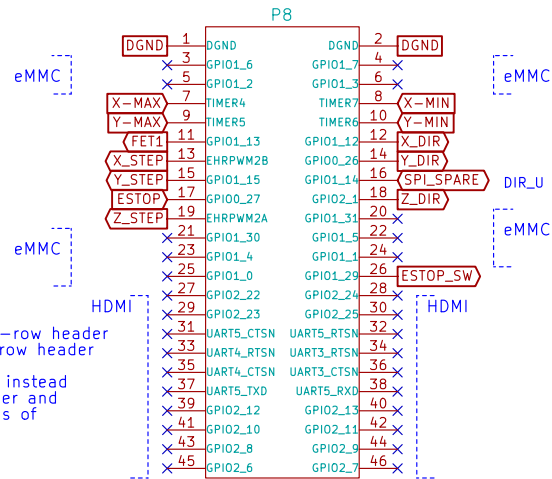 P8
DGND 1 DGND DGND 2 DGND
3 GPIO1_6 GPIO1_7 4
eMMC eMMC
5 GPIO1_2 GPIO1_3 6
X-MAX 7 TIMER4 TIMER7 8 X-MIN
Y-MAX 9 TIMER5 TIMER6 10 Y-MIN
FET1 11 GPIO1_13 GPIO1_12 12 X_DIR
X_STEP 13 EHRPWM2B GPIO0_26 14 Y_DIR
Y_STEP 15 GPIO1_15 GPIO1_14 16 SPI_SPARE DIR_U
ESTOP 17 GPIO0_27 GPIO2_1 18 Z_DIR
Z_STEP 19 EHRPWM2A GPIO1_31 20
21 GPIO1_30 GPIO1_5 22
eMMC eMMC
23 GPIO1_4 GPIO1_1 24
25 GPIO1_0 GPIO1_29 26 ESTOP_SW
27 GPIO2_22 GPIO2_24 28
HDMI HDMI
29 GPIO2_23 GPIO2_25 30
-row header
31 UART5_CTSN UART5_RTSN 32
row header
33 UART4_RTSN UART3_RTSN 34
35 UART4_CTSN UART3_CTSN 36
instead
37 UART5_TXD UART5_RXD 38
er and
39 GPIO2_12 GPIO2_13 40
s of
41 GPIO2_10 GPIO2_11 42
43 GPIO2_8 GPIO2_9 44
45 GPIO2_6 GPIO2_7 46